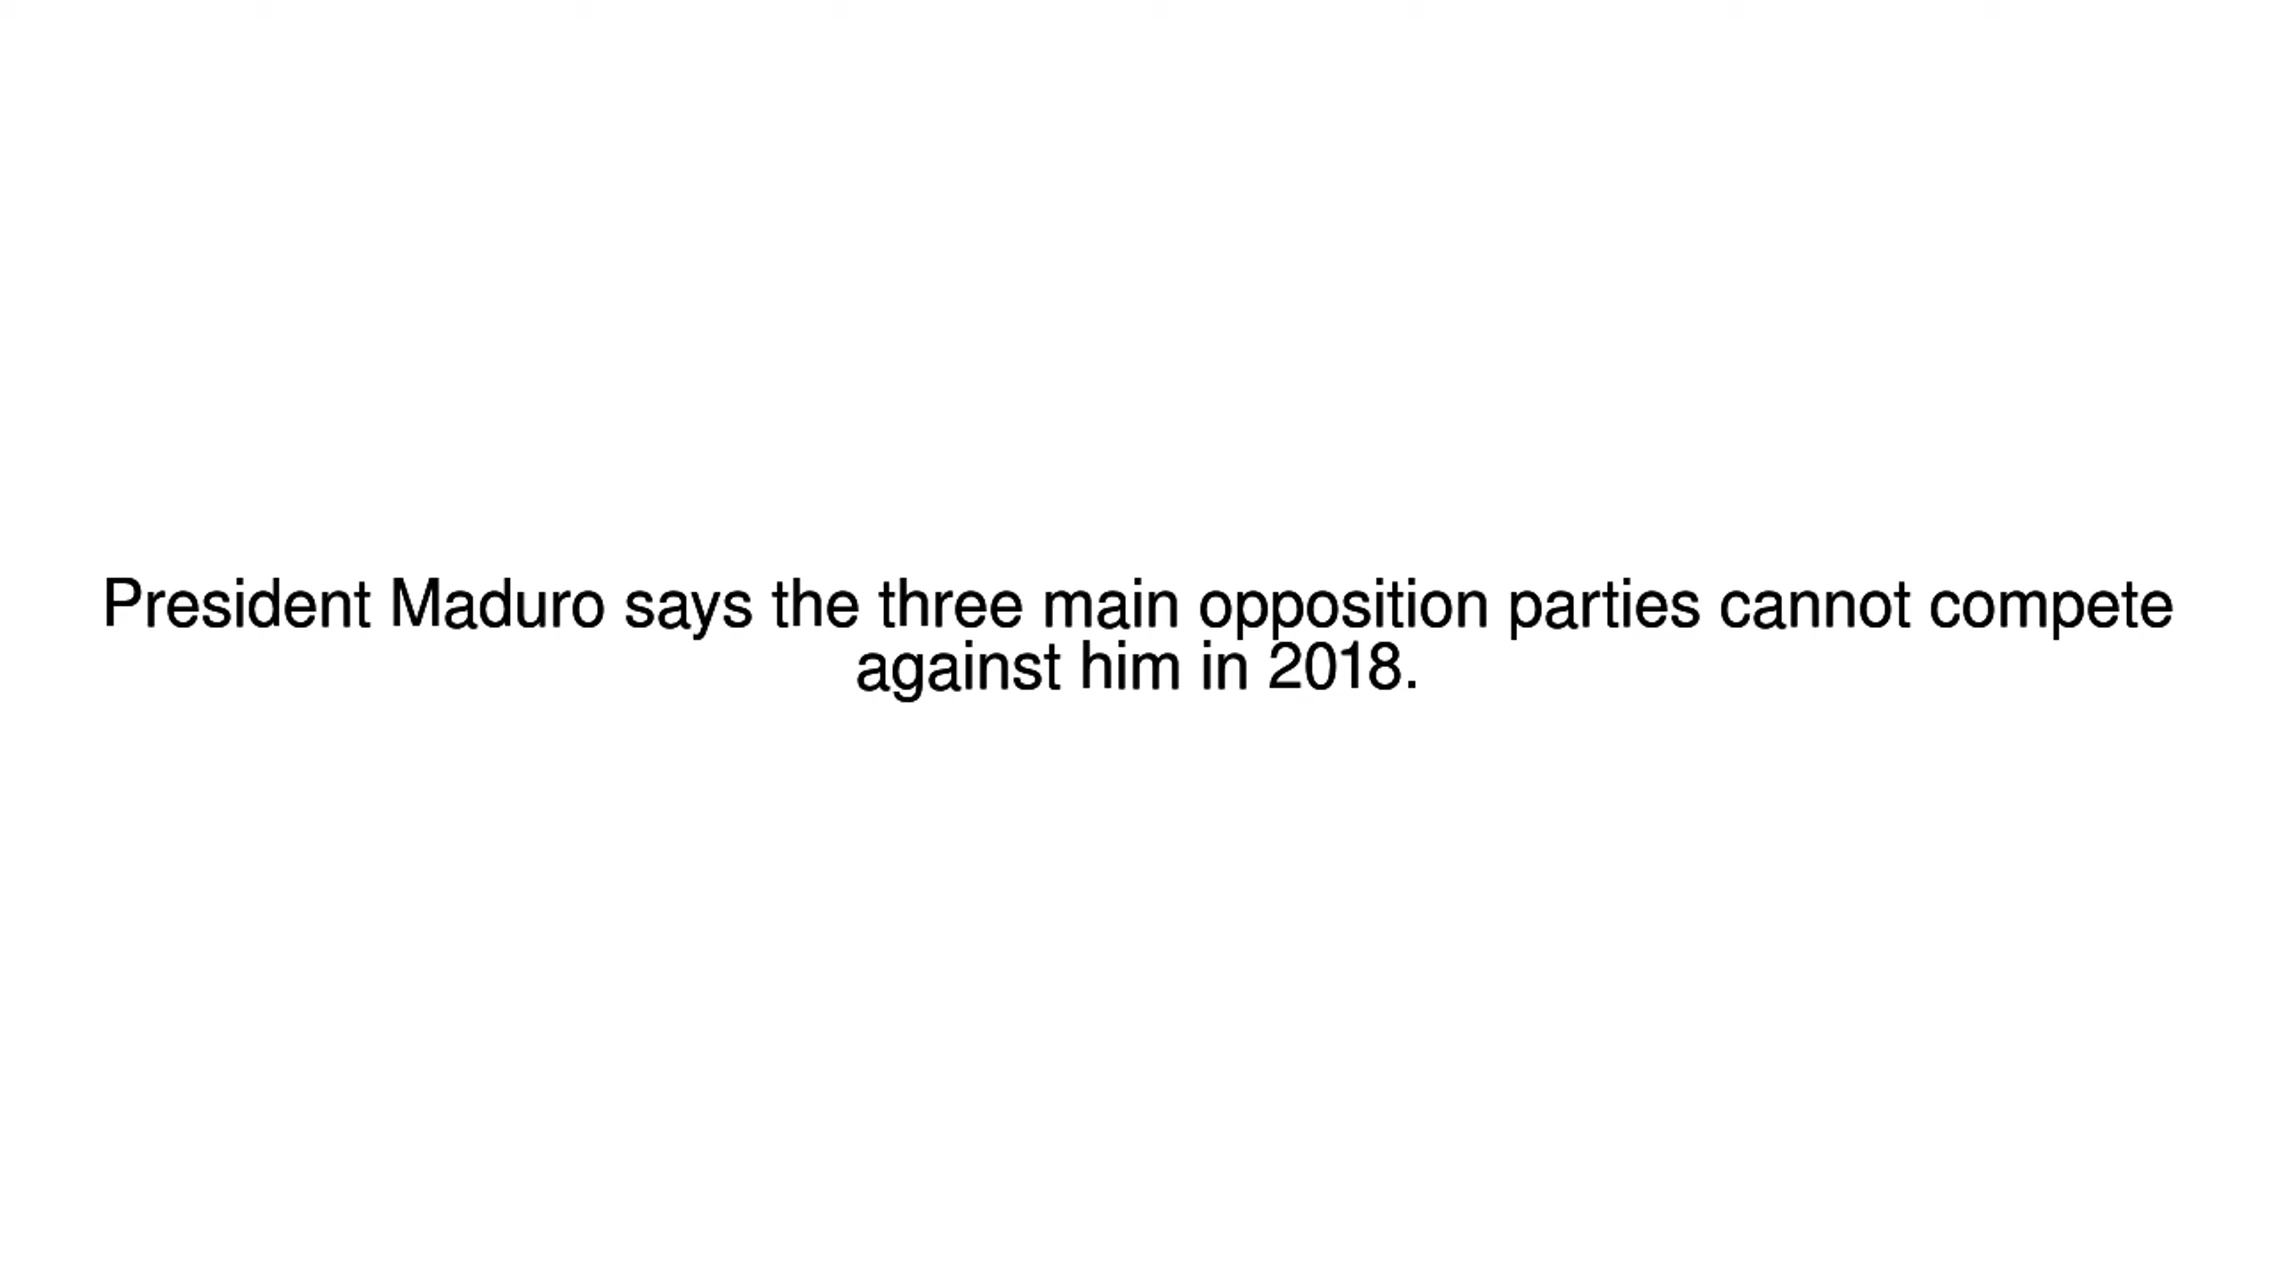 President Maduro says the three main opposition parties cannot compete
against him in 2018.